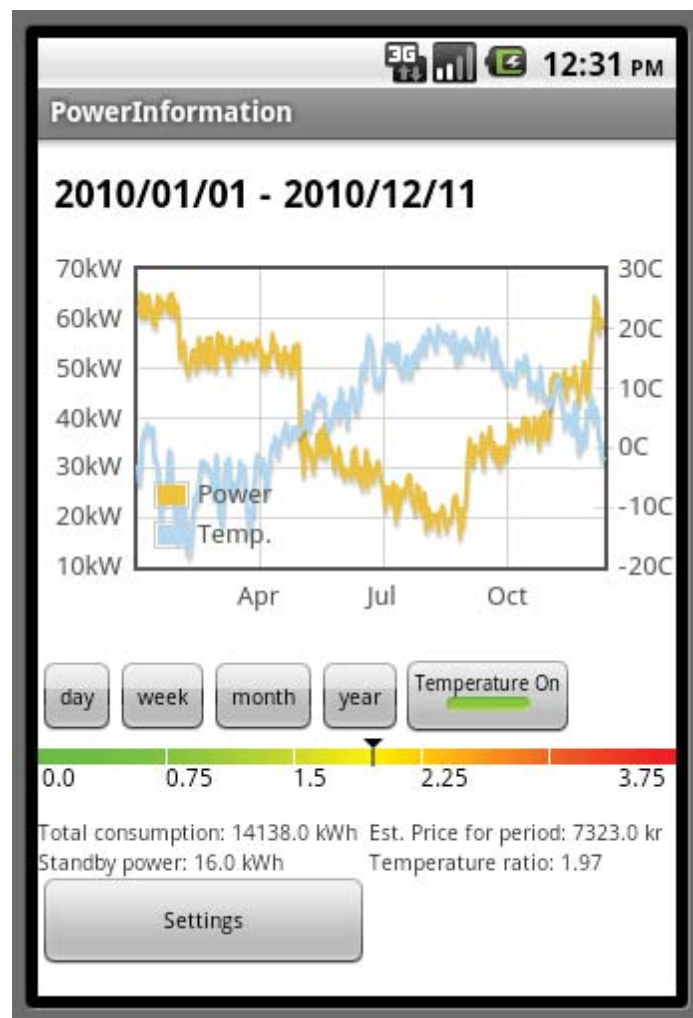 3G 12:31 PM
PowerInformation
2010/01/01 - 2010/12/11
70kW 30C
60kW 20C
50kW 10C
40kW 0C
30kW
Power
20kW -10C
Temp.
10kW -20C
Apr Jul Oct
day week month year Temperature On
0.0 0.75 1.5 2.25 3.75
Total consumption: 14138.0 kWh Est. Price for period: 7323.0 kr
Standby power: 16.0 kWh Temperature ratio: 1.97
Settings